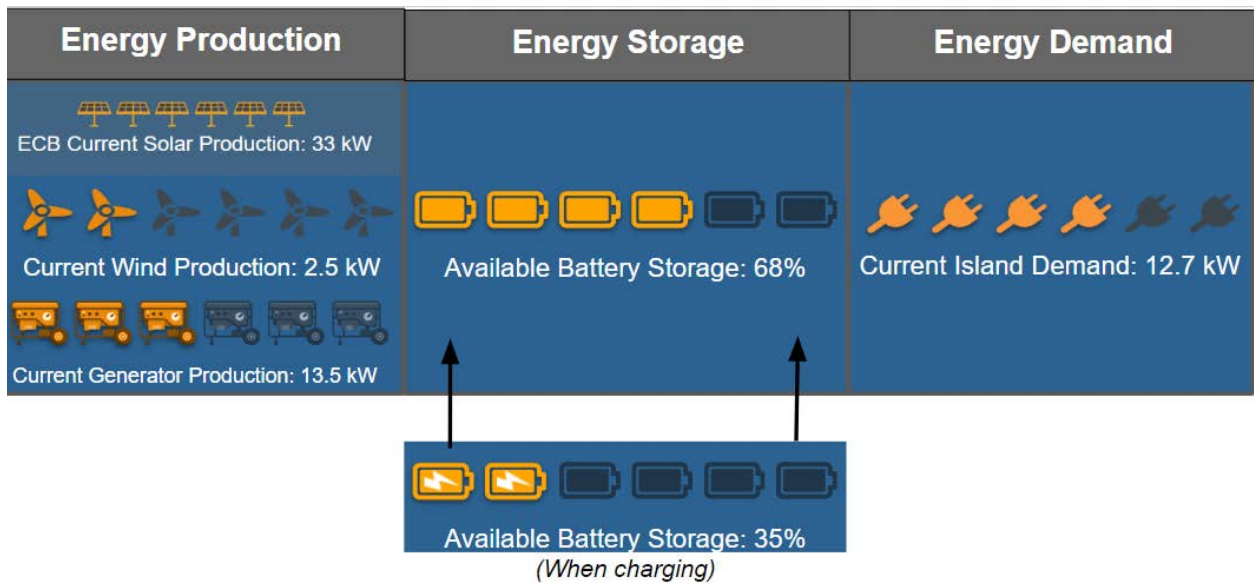 Energy Production
Energy Storage
Energy Demand
ECB Current Solar Production: 33 kW
Current Wind Production: 2.5 kW
Current Generator Production: 13.5 kW
Available Battery Storage: 68%
Current Island Demand: 12.7 kW
Available Battery Storage: 35%
(When charging)